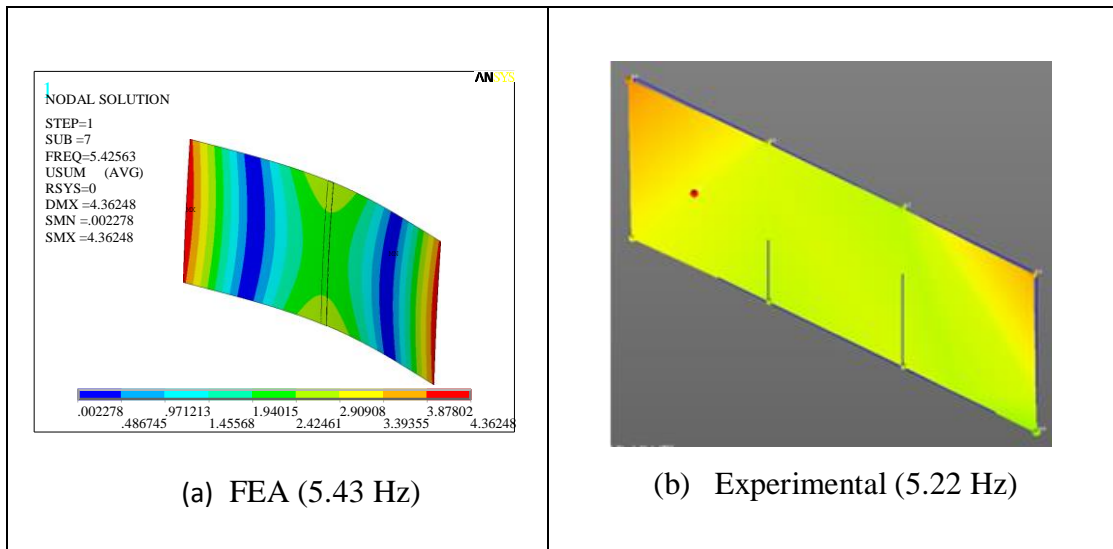 1
ANSYS
NODAL SOLUTION
STEP=1
SUB =7
FREQ=5.42563
USUM (AVG)
RSYS=0
DMX =4.36248
SMN =.002278
SMX =4.36248
.002278 .971213 1.94015 2.90908 3.87802
.486745 1.45568 2.42461 3.39355 4.36248
(a) FEA (5.43 Hz)
(b) Experimental (5.22 Hz)